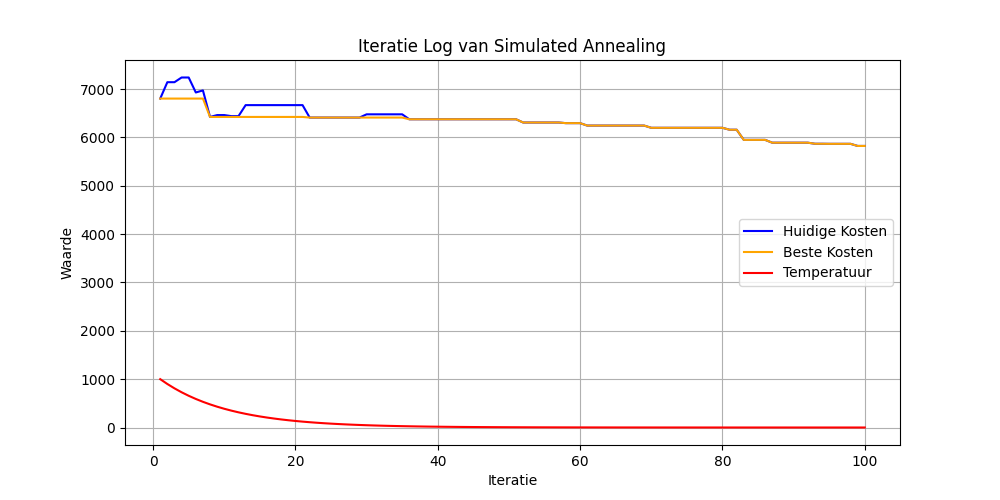 Iteratie Log van Simulated Annealing
Waarde
7000
6000
5000
4000
3000
2000
1000
0
0 20 40 60 80 100
Iteratie
Huidige Kosten
Beste Kosten
Temperatuur